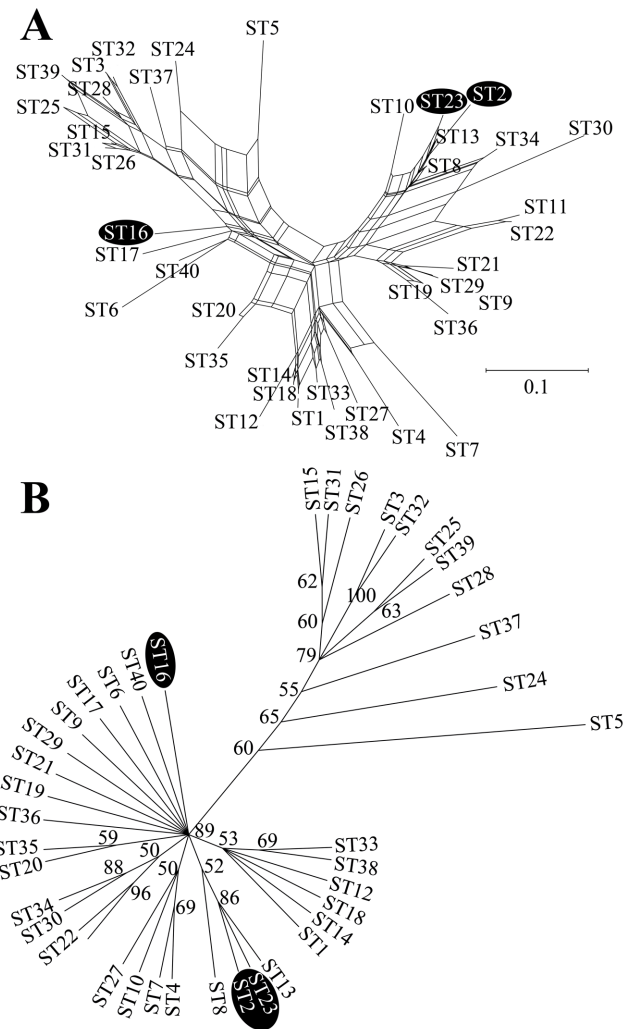 A
ST5
ST32
ST24
ST3
ST39
ST37
ST28
ST25
ST15
ST31
ST26
ST10
ST23
ST2
ST13
ST34
ST30
ST8
ST16
ST17
ST40
ST6
ST11
ST22
ST21
ST29
ST19
ST9
ST36
ST20
ST35
0.1
ST14
ST18
ST33
ST12
ST1
ST27
ST38
ST4
ST7
B
ST15
ST31
ST26
ST3
ST32
ST25
ST39
ST28
62
100
63
60
79
ST37
55
ST24
65
ST5
60
ST16
ST40
ST6
ST17
ST9
ST29
ST21
ST19
ST36
ST35
ST20
59
89
53
69
ST33
ST38
ST12
ST18
ST14
ST1
50
88
50
52
96
69
86
ST34
ST30
ST22
ST27
ST10
ST7
ST4
ST8
ST2
ST23
ST13